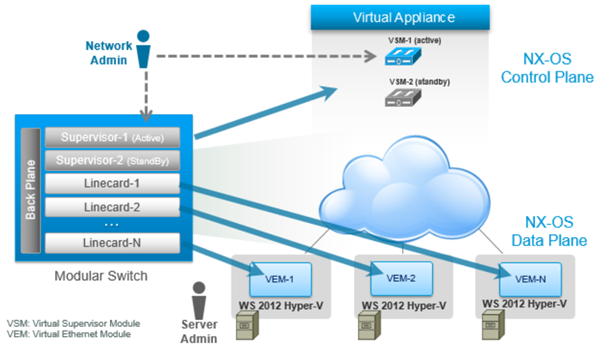 Virtual Appliance
VSM-1 (active)
VSM-2 (standby)
NX-OS
Control Plane
Network
Admin
Back Plane
Supervisor-1 (Active)
Supervisor-2 (StandBy)
Linecard-1
Linecard-2
...
Linecard-N
Modular Switch
NX-OS
Data Plane
VEM-1
VEM-2
VEM-N
WS 2012 Hyper-V
WS 2012 Hyper-V
WS 2012 Hyper-V
Server
Admin
VSM: Virtual Supervisor Module
VEM: Virtual Ethernet Module